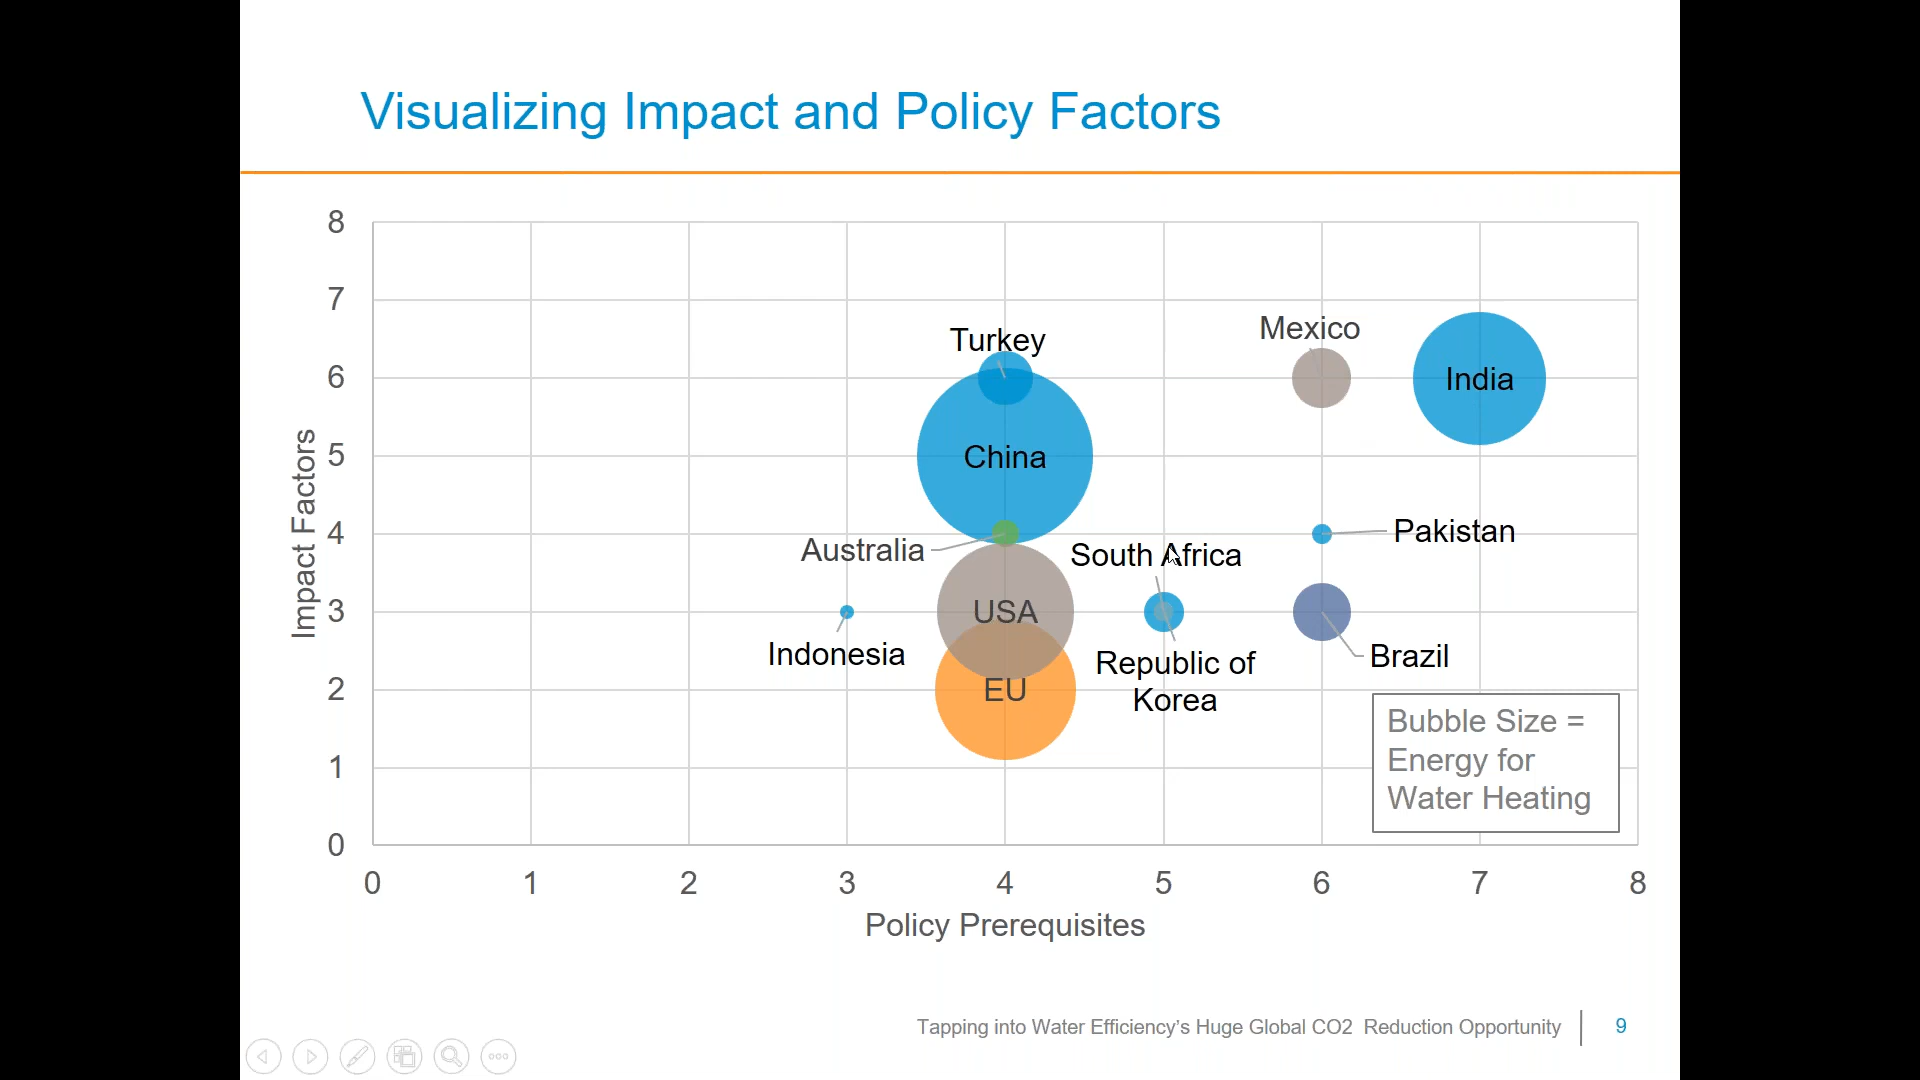 Visualizing Impact and Policy Factors
8
7
6
5
4
3
2
1
0
Impact Factors
Turkey
Mexico
India
China
Australia
South Africa
Pakistan
USA
Indonesia
Republic of
Korea
Brazil
EU
Bubble Size =
Energy for
Water Heating
0 1 2 3 4 5 6 7 8
Policy Prerequisites
Tapping into Water Efficiency's Huge Global CO2 Reduction Opportunity
9